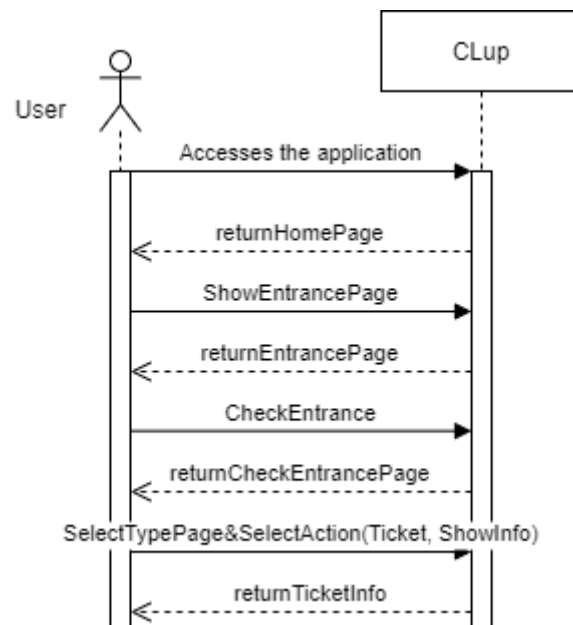 CLup
User
Accesses the application
returnHomePage
ShowEntrancePage
returnEntrancePage
CheckEntrance
returnCheckEntrancePage
SelectTypePage&SelectAction(Ticket, ShowInfo)
returnTicketInfo